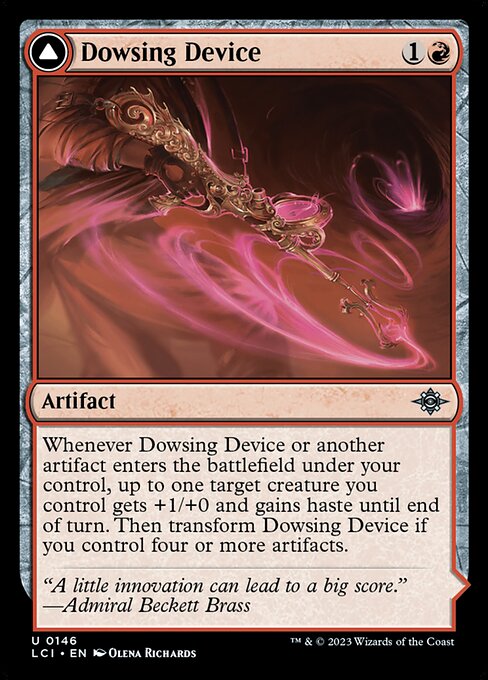 Dowsing Device 1
Artifact
Whenever Dowsing Device or another
artifact enters the battlefield under your
control, up to one target creature you
control gets +1/+0 and gains haste until end
of turn. Then transform Dowsing Device if
you control four or more artifacts.
“A little innovation can lead to a big score.”
—Admiral Beckett Brass
U 0146
LCI • EN Olena Richards
™ & © 2023 Wizards of the Coast